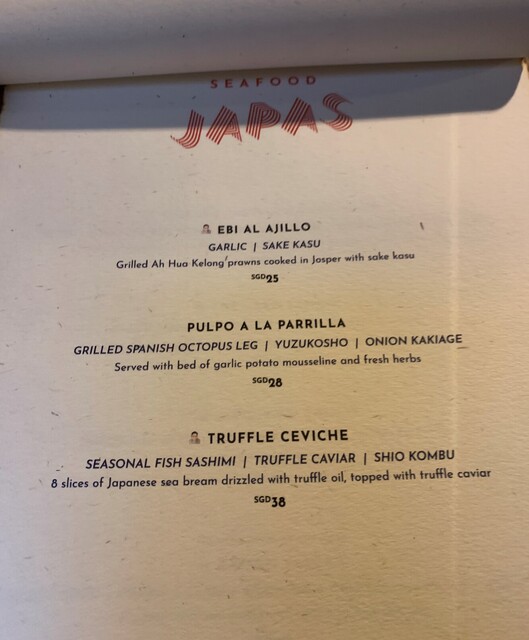 SEAFOOD
JAPAS
EBI AL AJILLO
GARLIC | SAKE KASU
Grilled Ah Hua Kelong prawns cooked in Josper with sake kasu
SGD25
PULPO A LA PARRILLA
GRILLED SPANISH OCTOPUS LEG | YUZUKOSHO | ONION KAKIAGE
Served with bed of garlic potato mousseline and fresh herbs
SGD28
TRUFFLE CEVICHE
SEASONAL FISH SASHIMI | TRUFFLE CAVIAR | SHIO KOMBU
8 slices of Japanese sea bream drizzled with truffle oil, topped with truffle caviar
SGD38